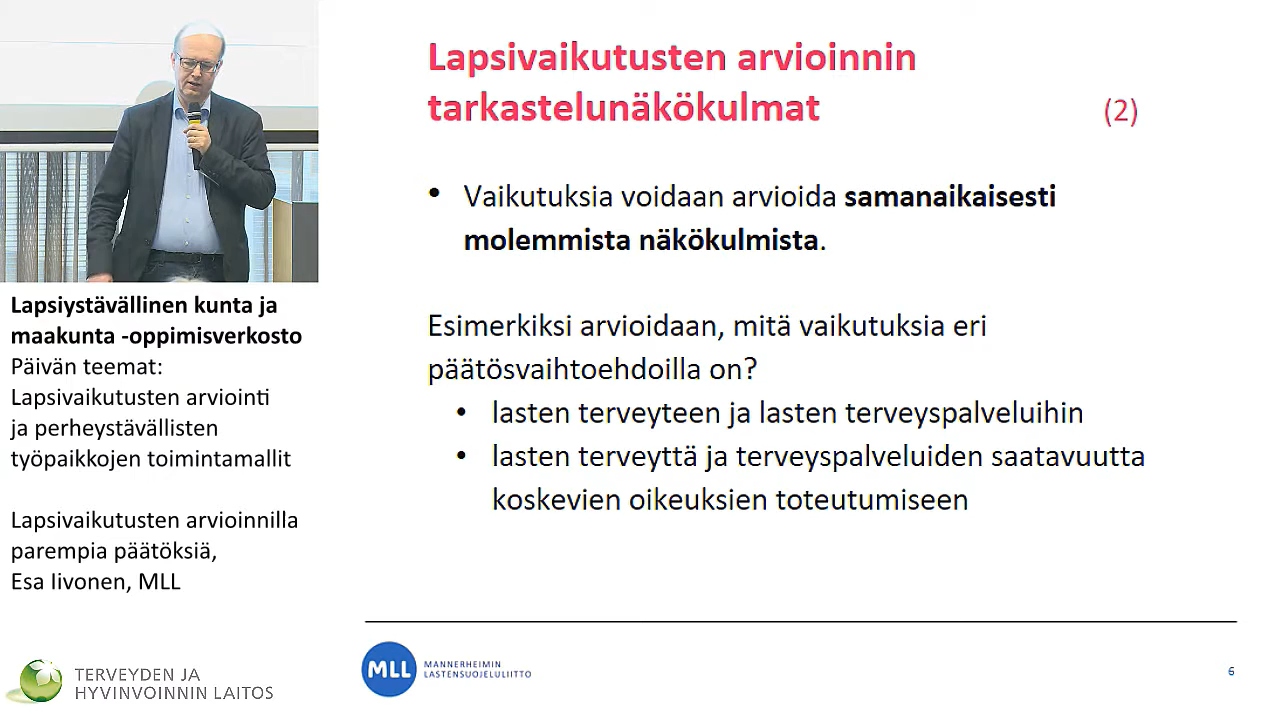 Lapsiystävällinen kunta ja
maakunta -oppimisverkosto
Päivän teemat:
Lapsivaikutusten arviointi
ja perheystävällisten
työpaikkojen toimintamallit
Lapsivaikutusten arvioinnilla
parempia päätöksiä,
Esa Iivonen, MLL
TERVEYDEN JA
HYVINVOINNIN LAITOS
Lapsivaikutusten arvioinnin
tarkastelunäkökulmat (2)
• Vaikutuksia voidaan arvioida samanaikaisesti
molemmista näkökulmista.
Esimerkiksi arvioidaan, mitä vaikutuksia eri
päätösvaihtoehdoilla on?
• lasten terveyteen ja lasten terveyspalveluihin
• lasten terveyttä ja terveyspalveluiden saatavuutta
koskevien oikeuksien toteutumiseen
MLL
MANNERHEIMIN
LASTENSUOJELULIITTO
6